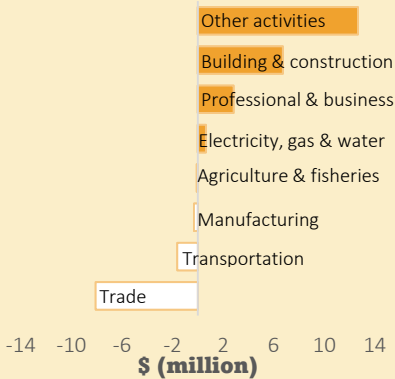 Other activities
Building & construction
Professional & business
Electricity, gas & water
Agriculture & fisheries
Manufacturing
Transportation
Trade
-14 -10 -6 -2 2 6 10 14
$ (million)